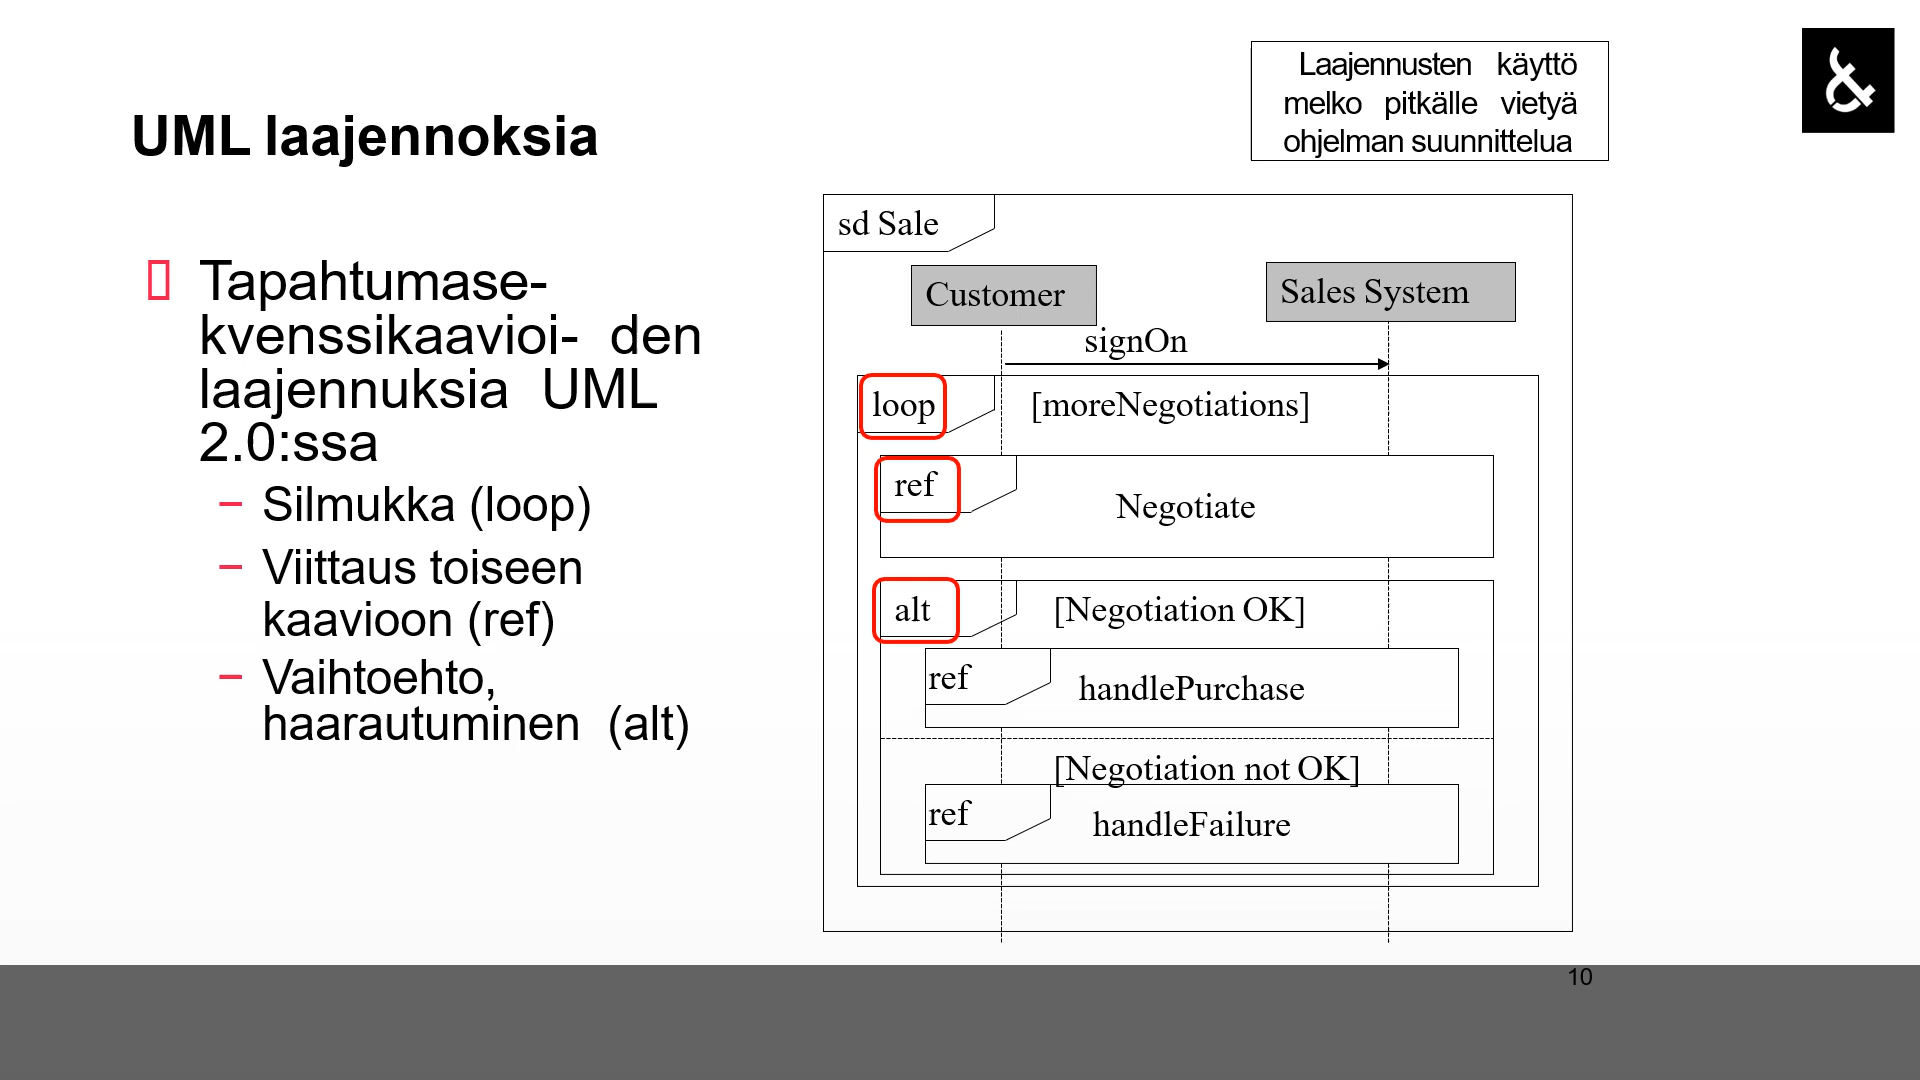 Laajennusten käyttö
melko pitkälle vietyä
ohjelman suunnittelua
&
UML laajennoksia
Tapahtumase-
kvenssikaavioi- den
laajennuksia UML
2.0:ssa
− Silmukka (loop)
− Viittaus toiseen
kaavioon (ref)
− Vaihtoehto,
haarautuminen (alt)
sd Sale
Customer
Sales System
signOn
loop
[moreNegotiations]
ref
Negotiate
alt
[Negotiation OK]
ref
handlePurchase
[Negotiation not OK]
ref
handleFailure
10